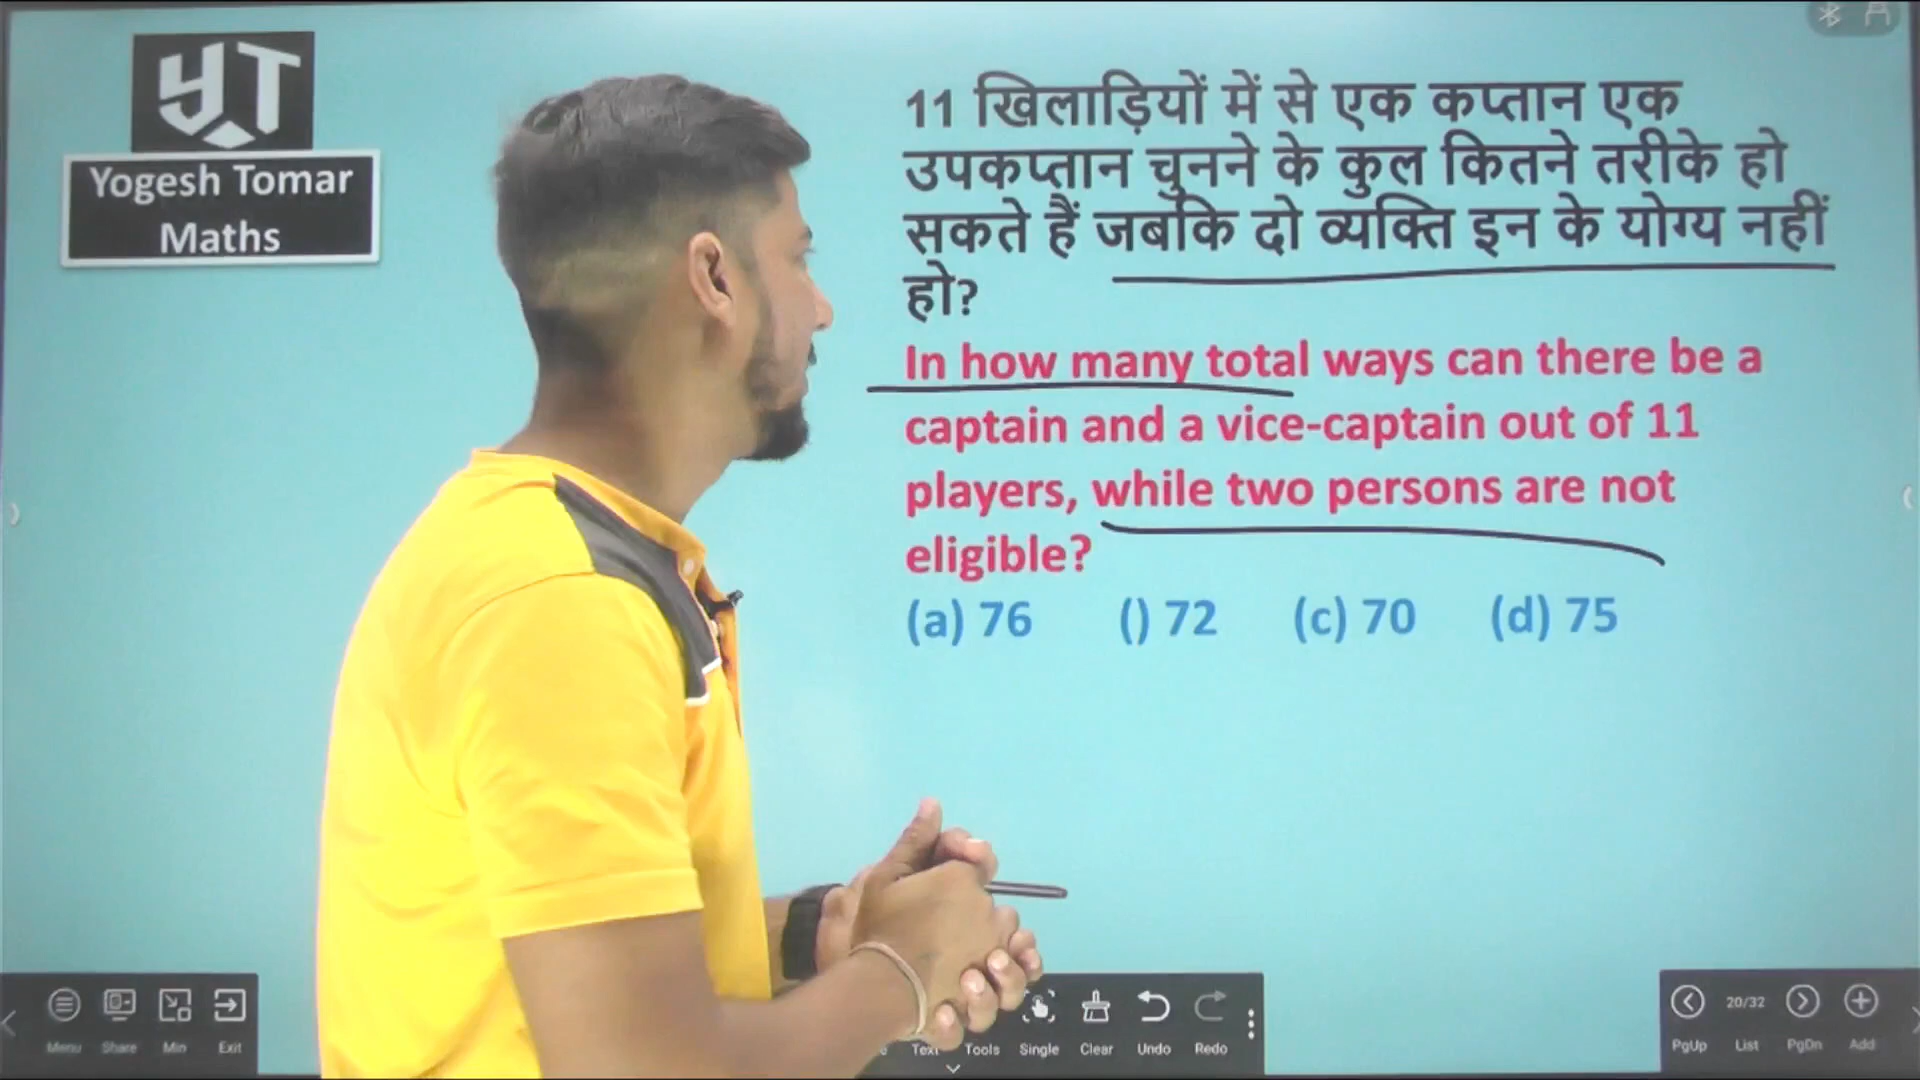 YT
Yogesh Tomar
Maths
11 खिलाड़ियों में से एक कप्तान एक
उपकप्तान चुनने के कुल कितने तरीके हो
सकते हैं जबकि दो व्यक्ति इन के योग्य नहीं
हो?
In how many total ways can there be a
captain and a vice-captain out of 11
players, while two persons are not
eligible?
(a) 76 () 72 (c) 70 (d) 75
Menu Share Min Exit
Text Tools Single Clear Undo Redo
20/32
PgUp List PgDn Add